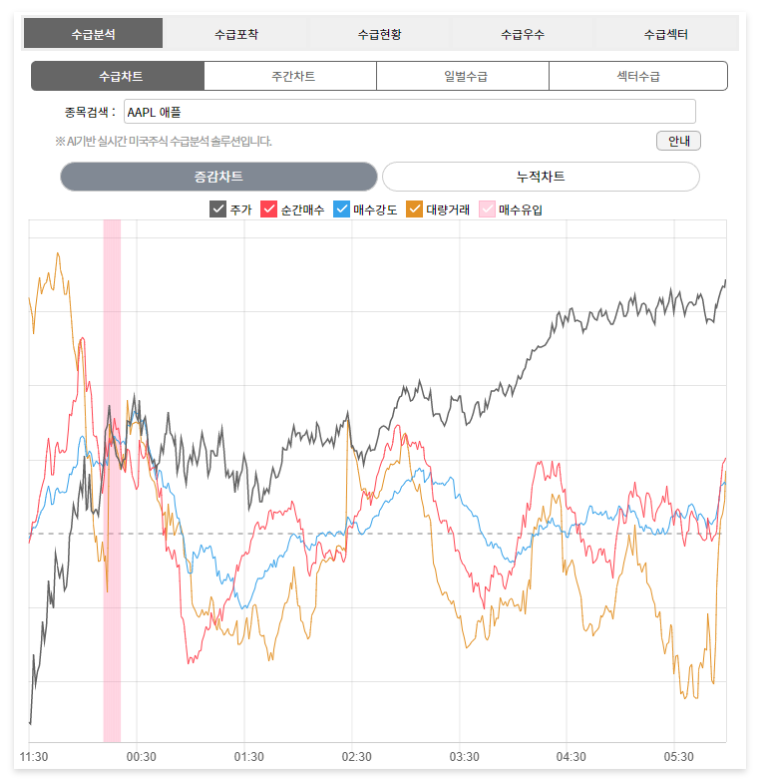 수급분석 수급포착 수급현황 수급우수 수급섹터
수급차트 주간차트 일별수급 섹터수급
종목검색 : AAPL 애플
※ AI기반 실시간 미국주식 수급분석 솔루션입니다. 안내
증감차트 누적차트
주가 순간매수 매수강도 대량거래 매수유입
11:30 00:30 01:30 02:30 03:30 04:30 05:30